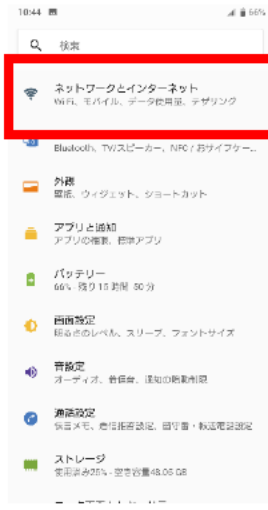 10:44
66%
検索
ネットワークとインターネット
Wi-Fi、モバイル、データ使用量、テザリング
Bluetooth、TV/スピーカー、NFC / おサイフケー...
外観
壁紙、ウィジェット、ショートカット
アプリと通知
アプリの権限、標準アプリ
バッテリー
66% - 残り 15 時間 50 分
画面設定
明るさのレベル、スリープ、フォントサイズ
音設定
オーディオ、着信音、通知の鳴動制限
通話設定
伝言メモ、着信拒否設定、留守番・転送電話設定
ストレージ
使用済み25% - 空き容量48.06 GB